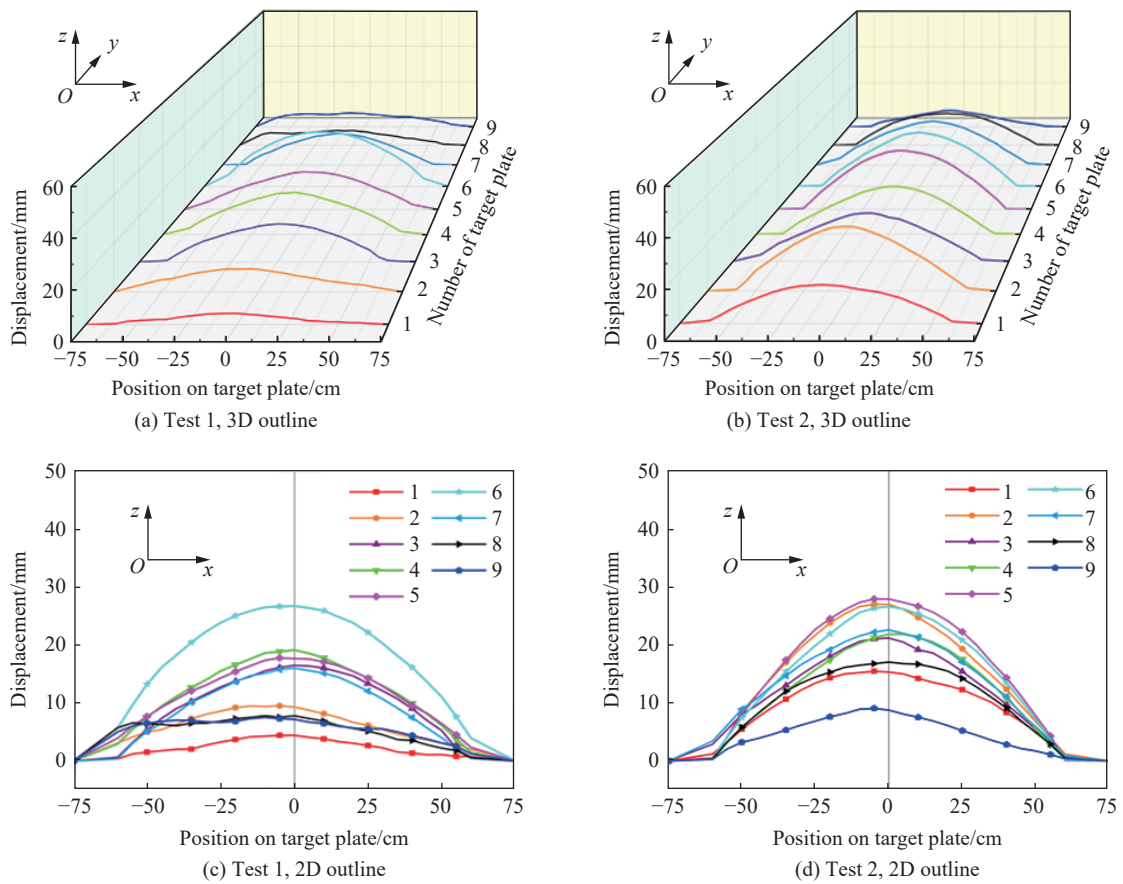 z
y
O
x
Displacement/mm
60
40
20
0
−75
−50
−25
0
25
50
75
Position on target plate/cm
1
2
3
4
5
6
7
8
9
Number of target plate
(a) Test 1, 3D outline
z
y
O
x
Displacement/mm
60
40
20
0
−75
−50
−25
0
25
50
75
Position on target plate/cm
1
2
3
4
5
6
7
8
9
Number of target plate
(b) Test 2, 3D outline
Displacement/mm
50
40
30
20
10
0
z
O
x
1 6
2 7
3 8
4 9
5
−75
−50
−25
0
25
50
75
Position on target plate/cm
(c) Test 1, 2D outline
Displacement/mm
50
40
30
20
10
0
z
O
x
1 6
2 7
3 8
4 9
5
−75
−50
−25
0
25
50
75
Position on target plate/cm
(d) Test 2, 2D outline